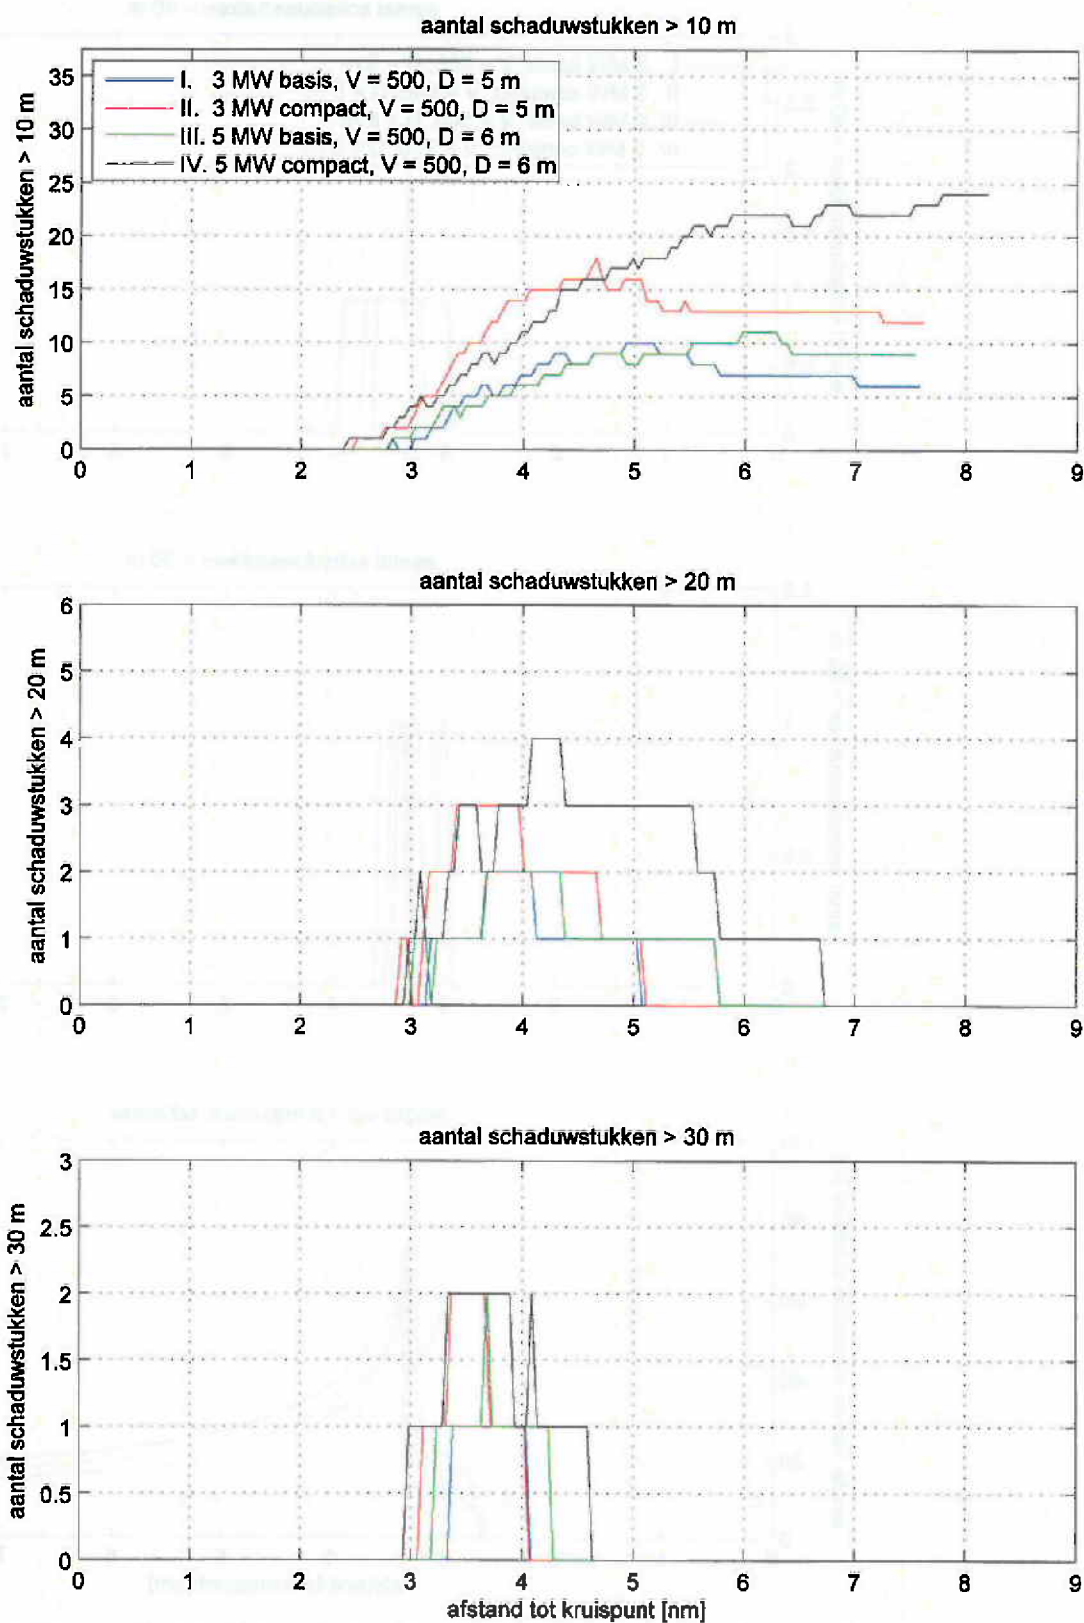 aantal schaduwstukken > 10 m
aantal schaduwstukken > 10 m
35
30
25
20
15
10
5
0
I. 3 MW basis, V = 500, D = 5 m
II. 3 MW compact, V = 500, D = 5 m
III. 5 MW basis, V = 500, D = 6 m
IV. 5 MW compact, V = 500, D = 6 m
0 1 2 3 4 5 6 7 8 9
aantal schaduwstukken > 20 m
aantal schaduwstukken > 20 m
6
5
4
3
2
1
0
0 1 2 3 4 5 6 7 8 9
aantal schaduwstukken > 30 m
aantal schaduwstukken > 30 m
3
2.5
2
1.5
1
0.5
0
0 1 2 3 4 5 6 7 8 9
afstand tot kruispunt [nm]